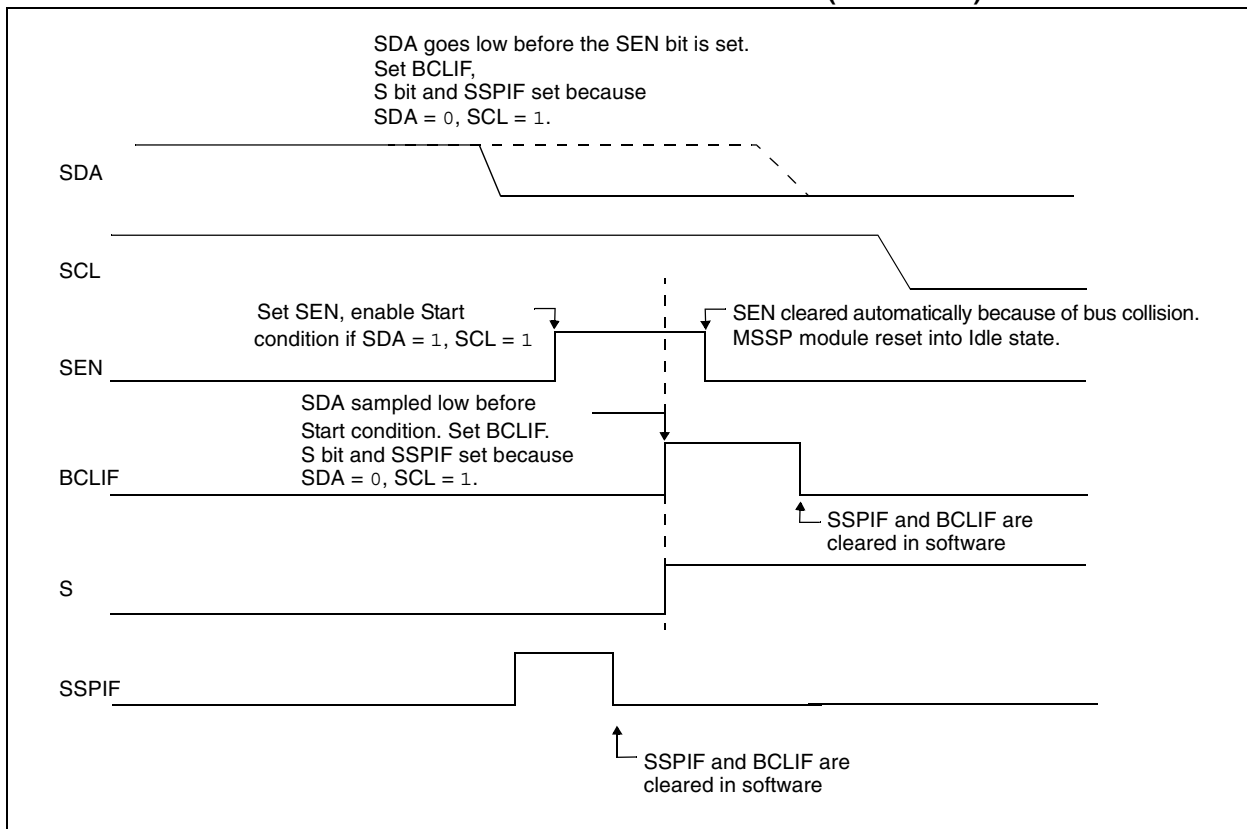 SDA goes low before the SEN bit is set.
Set BCLIF,
S bit and SSPIF set because
SDA = 0, SCL = 1.
SDA
SCL
Set SEN, enable Start
condition if SDA = 1, SCL = 1
SEN cleared automatically because of bus collision.
MSSP module reset into Idle state.
SEN
SDA sampled low before
Start condition. Set BCLIF.
S bit and SSPIF set because
SDA = 0, SCL = 1.
BCLIF
SSPIF and BCLIF are
cleared in software
S
SSPIF
SSPIF and BCLIF are
cleared in software